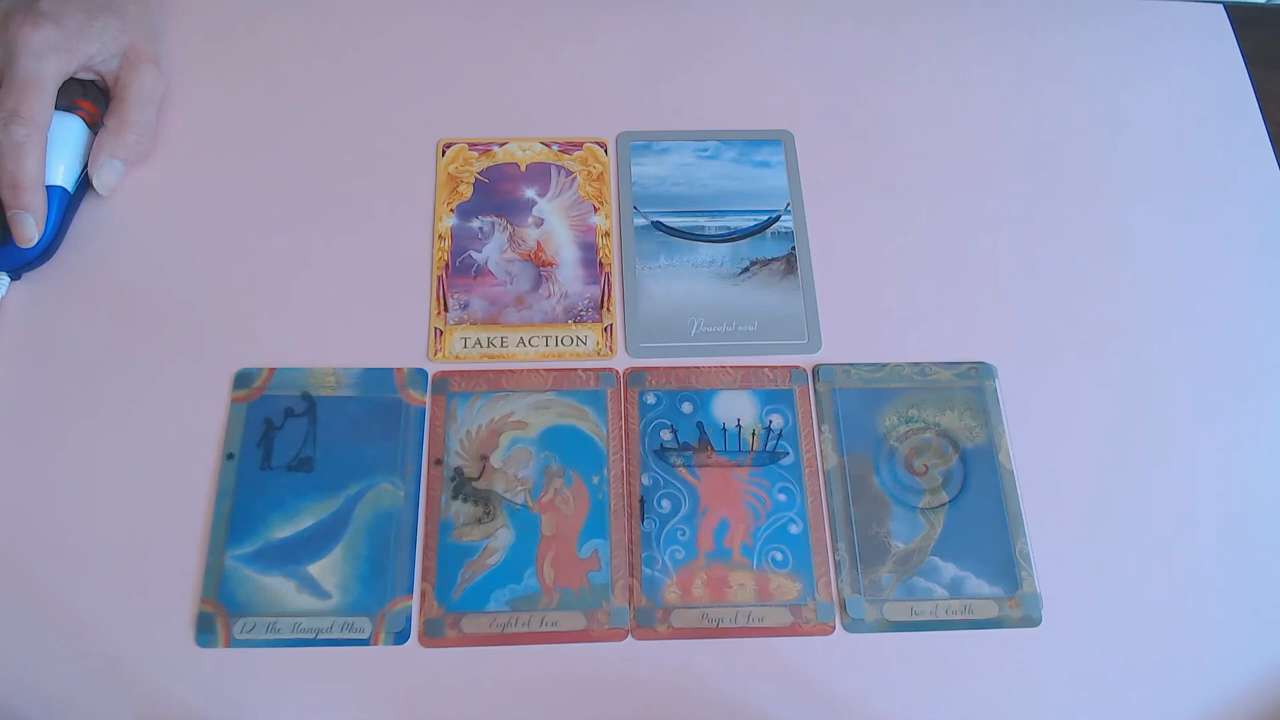 TAKE ACTION
Peaceful soul
12 The Hanged Man
Eight of Fire
Page of Fire
Two of Earth